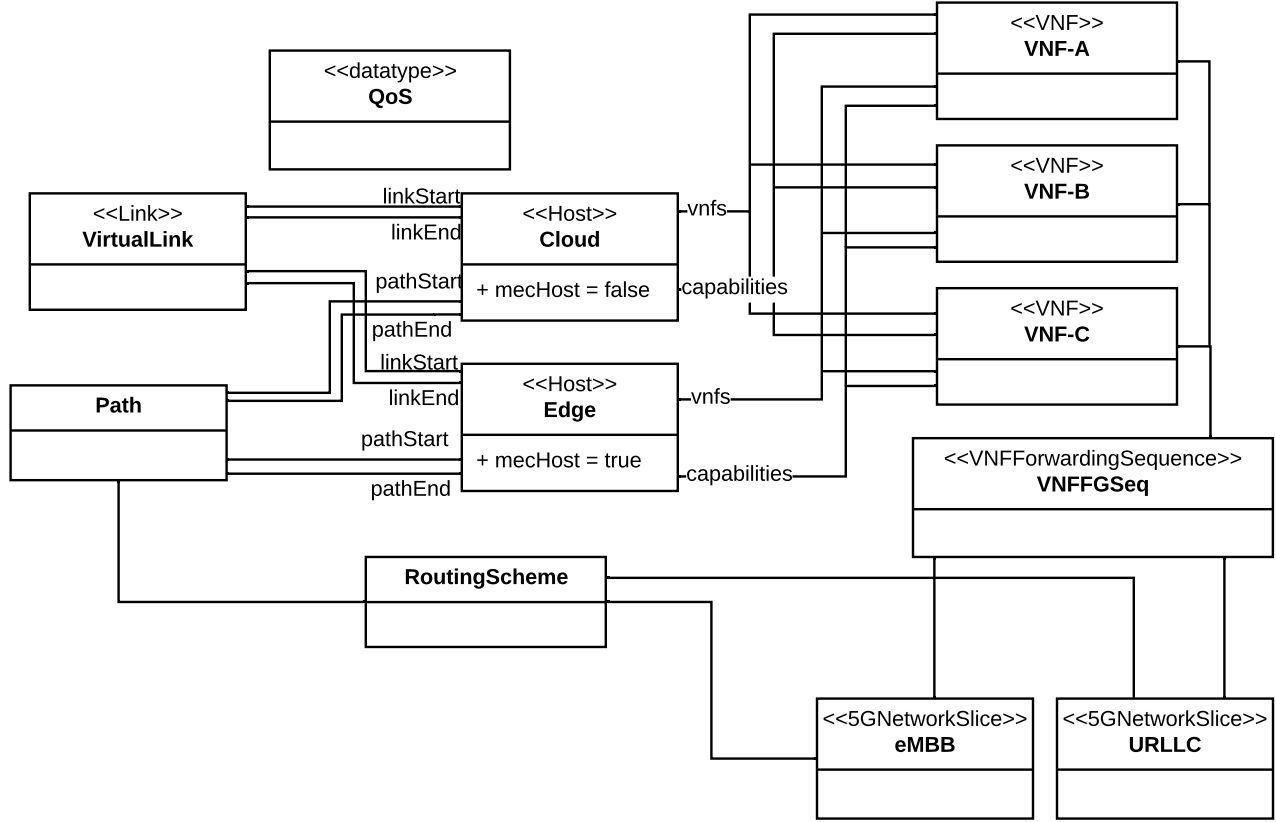 <<VNF>>
VNF-A
<<datatype>>
QoS
<<VNF>>
VNF-B
<<Link>>
VirtualLink
linkStart
linkEnd
pathStart
pathEnd
<<Host>>
Cloud
+ mecHost = false
vnfs
capabilities
<<VNF>>
VNF-C
linkStart
linkEnd
pathStart
pathEnd
<<Host>>
Edge
+ mecHost = true
vnfs
capabilities
Path
<<VNFForwardingSequence>>
VNFFGSeq
RoutingScheme
<<5GNetworkSlice>>
eMBB
<<5GNetworkSlice>>
URLLC